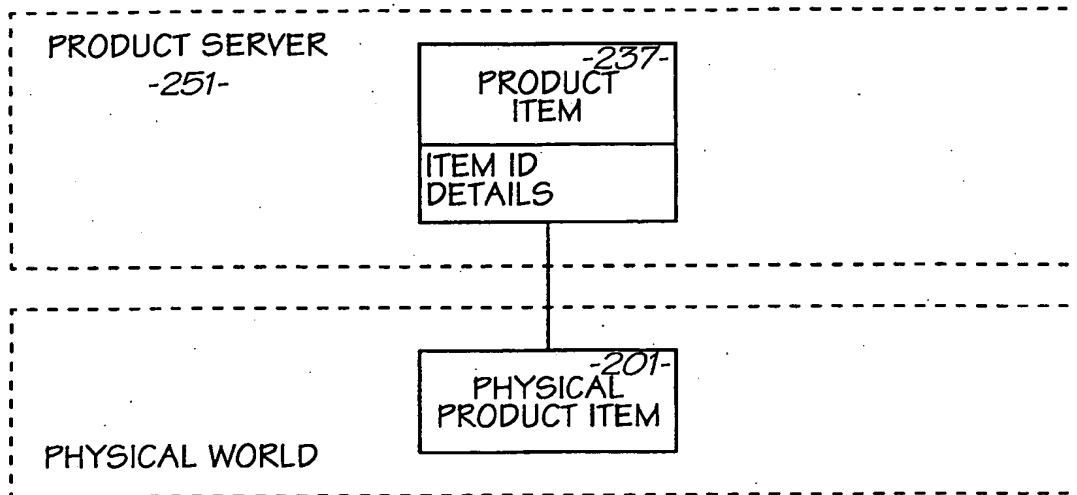 PRODUCT SERVER
-251-
-237-
PRODUCT
ITEM
ITEM ID
DETAILS
-201-
PHYSICAL
PRODUCT ITEM
PHYSICAL WORLD